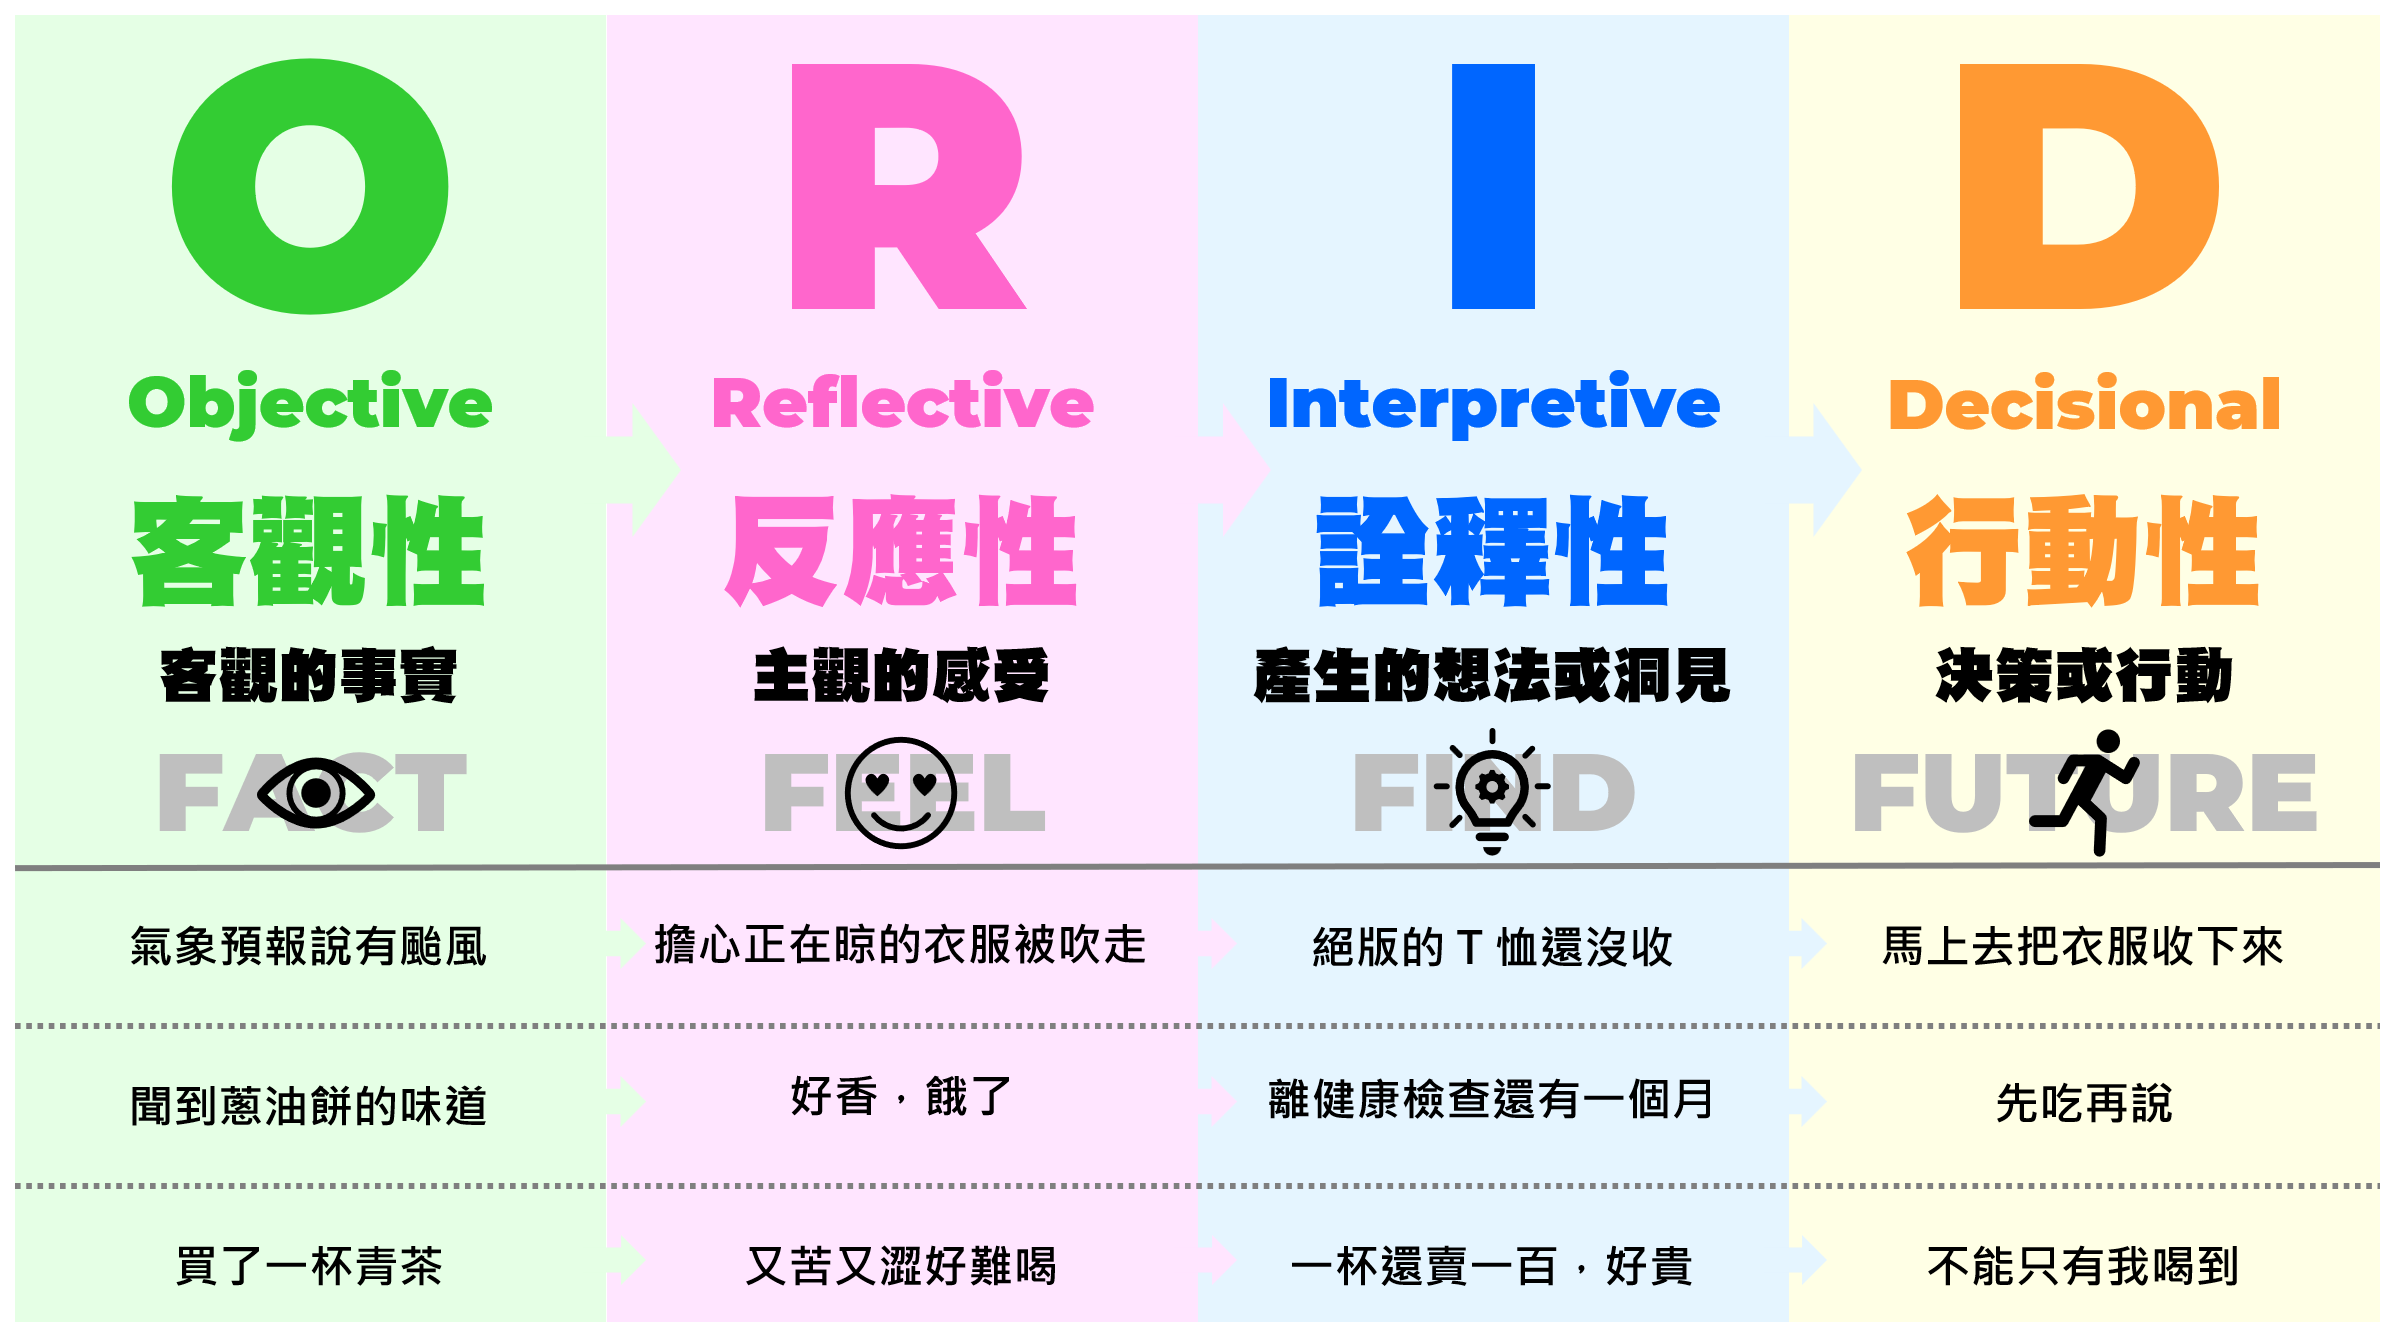 O
R
I
D
Objective
Reflective
Interpretive
Decisional
客觀性
反應性
詮釋性
行動性
客觀的事實
主觀的感受
產生的想法或洞見
決策或行動
FACT
FEEL
FIND
FUTURE
氣象預報說有颱風
擔心正在晾的衣服被吹走
絕版的 T 恤還沒收
馬上去把衣服收下來
聞到蔥油餅的味道
好香，餓了
離健康檢查還有一個月
先吃再說
買了一杯青茶
又苦又澀好難喝
一杯還賣一百，好貴
不能只有我喝到